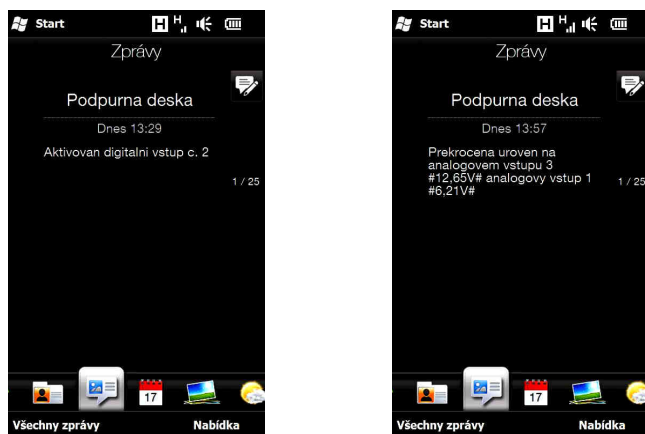 Start
H H
Zprávy
Podpurna deska
Dnes 13:29
Aktivovan digitalni vstup c. 2
1 / 25
17
Všechny zprávy
Nabídka
Start
H H
Zprávy
Podpurna deska
Dnes 13:57
Prekrocena uroven na
analogovem vstupu 3
#12,65V# analogovy vstup 1
#6,21V#
1 / 25
17
Všechny zprávy
Nabídka